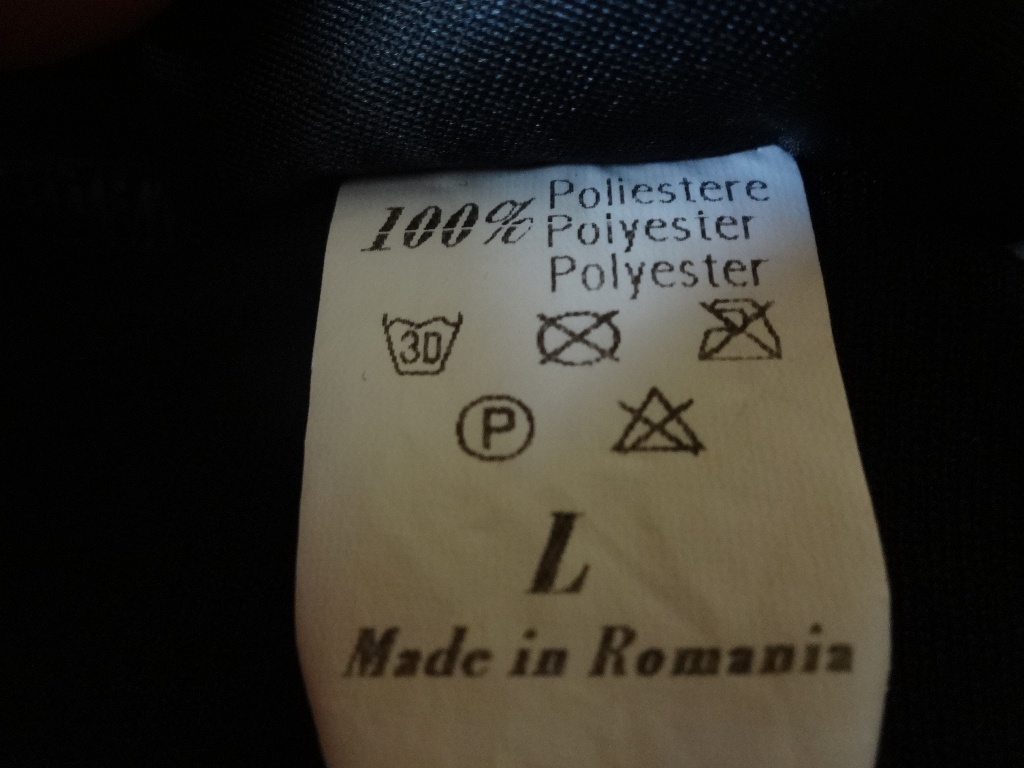 100% Poliestere
Polyester
Polyester
30
P
L
Made in Romania